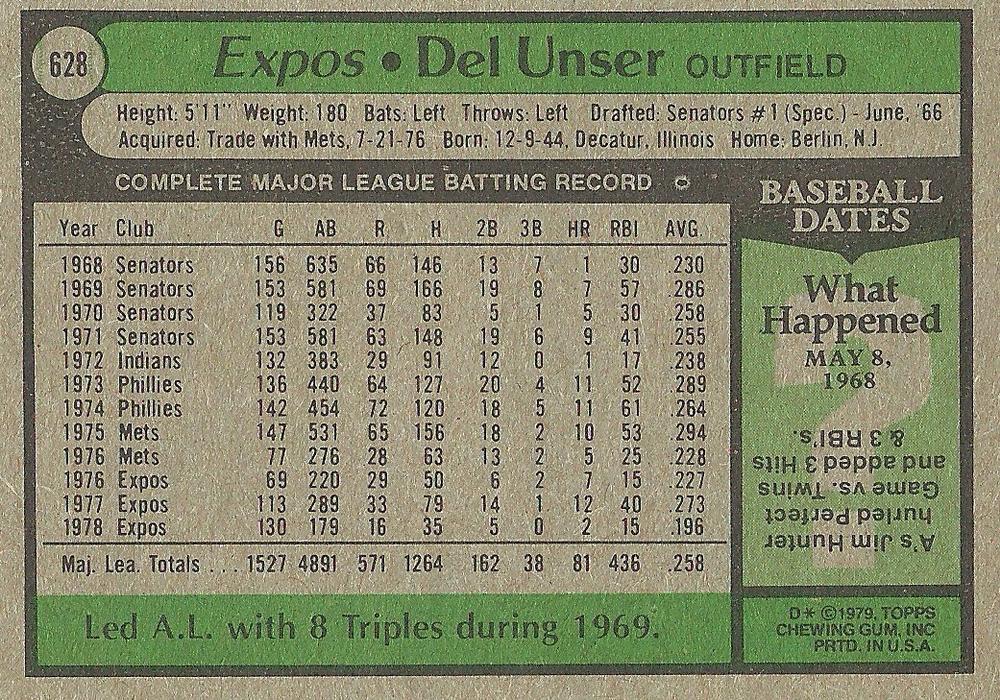 628
Expos • Del Unser OUTFIELD
Height: 5'11" Weight: 180 Bats: Left Throws: Left Drafted: Senators #1 (Spec.) - June, '66
Acquired: Trade with Mets, 7-21-76 Born: 12-9-44, Decatur, Illinois Home: Berlin, N.J.
COMPLETE MAJOR LEAGUE BATTING RECORD
Year Club G AB R H 2B 3B HR RBI AVG.
1968 Senators 156 635 66 146 13 7 1 30 .230
1969 Senators 153 581 69 166 19 8 7 57 .286
1970 Senators 119 322 37 83 5 1 5 30 .258
1971 Senators 153 581 63 148 19 6 9 41 .255
1972 Indians 132 383 29 91 12 0 1 17 .238
1973 Phillies 136 440 64 127 20 4 11 52 .289
1974 Phillies 142 454 72 120 18 5 11 61 .264
1975 Mets 147 531 65 156 18 2 10 53 .294
1976 Mets 77 276 28 63 13 2 5 25 .228
1976 Expos 69 220 29 50 6 2 7 15 .227
1977 Expos 113 289 33 79 14 1 12 40 .273
1978 Expos 130 179 16 35 5 0 2 15 .196
Maj. Lea. Totals . . . 1527 4891 571 1264 162 38 81 436 .258
Led A.L. with 8 Triples during 1969.
BASEBALL
DATES
What
Happened
MAY 8,
1968
A's Jim Hunter
hurled Perfect
Game vs. Twins
and added 3 Hits
& 3 RBI's.
D* ©1979, TOPPS
CHEWING GUM, INC
PRTD. IN U.S.A.